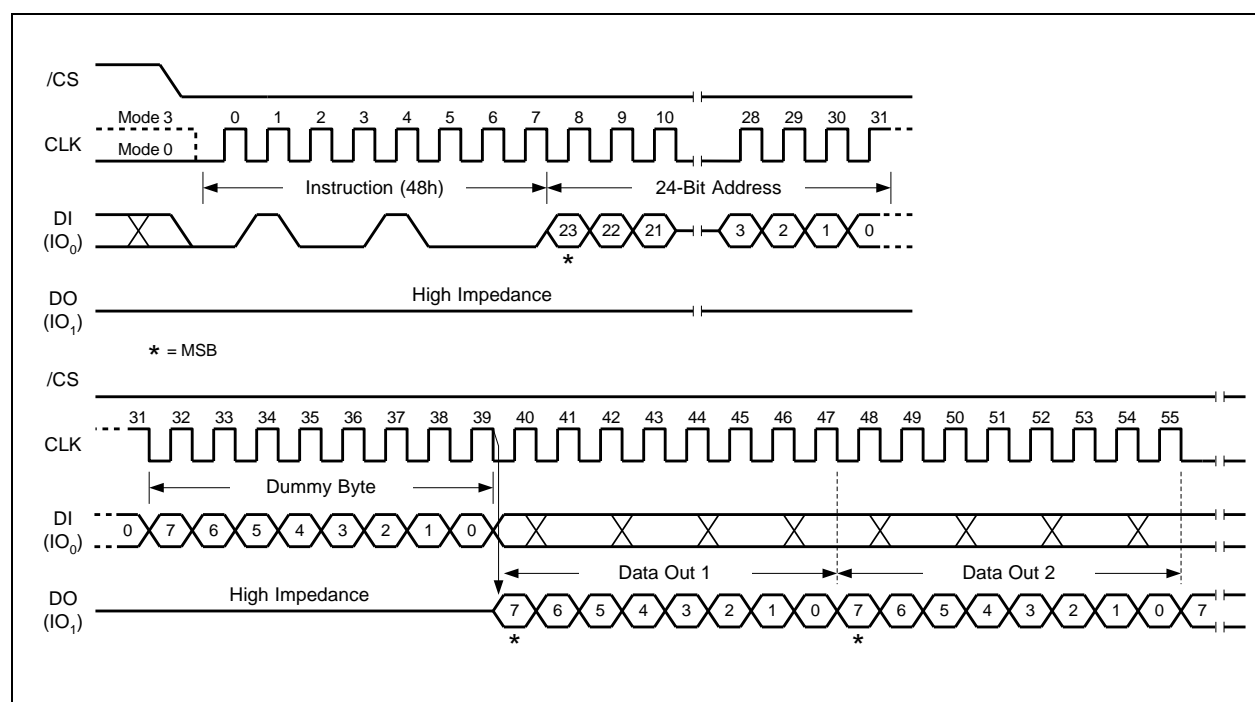 /CS
Mode 3 0 1 2 3 4 5 6 7 8 9 10 28 29 30 31
CLK
Mode 0
Instruction (48h) 24-Bit Address
DI
(IO0)
23 22 21 3 2 1 0
*
High Impedance
DO
(IO1)
* = MSB
/CS
31 32 33 34 35 36 37 38 39 40 41 42 43 44 45 46 47 48 49 50 51 52 53 54 55
CLK
Dummy Byte
DI
(IO0)
0 7 6 5 4 3 2 1 0
Data Out 1 Data Out 2
High Impedance
DO
(IO1)
7 6 5 4 3 2 1 0 7 6 5 4 3 2 1 0 7
* *